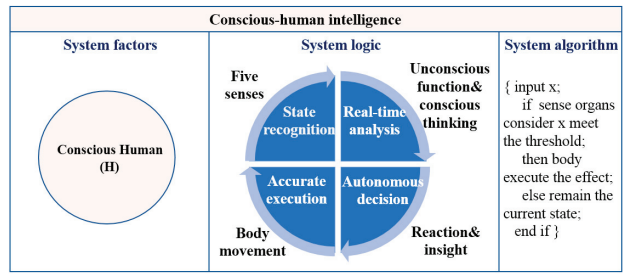 Conscious-human intelligence
System factors
System logic
System algorithm
Conscious Human
(H)
Five
senses
Unconscious
function&
conscious
thinking
State
recognition
Real-time
analysis
Accurate
execution
Autonomous
decision
Body
movement
Reaction&
insight
{ input x;
if sense organs
consider x meet
the threshold;
then body
execute the effect;
else remain the
current state;
end if }